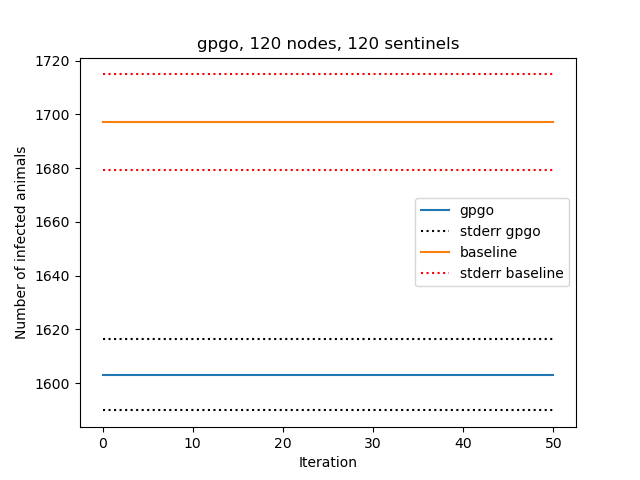 gpgo, 120 nodes, 120 sentinels
1720
1700
1680
1660
1640
1620
1600
Number of infected animals
gpgo
stderr gpgo
baseline
stderr baseline
0 10 20 30 40 50
Iteration